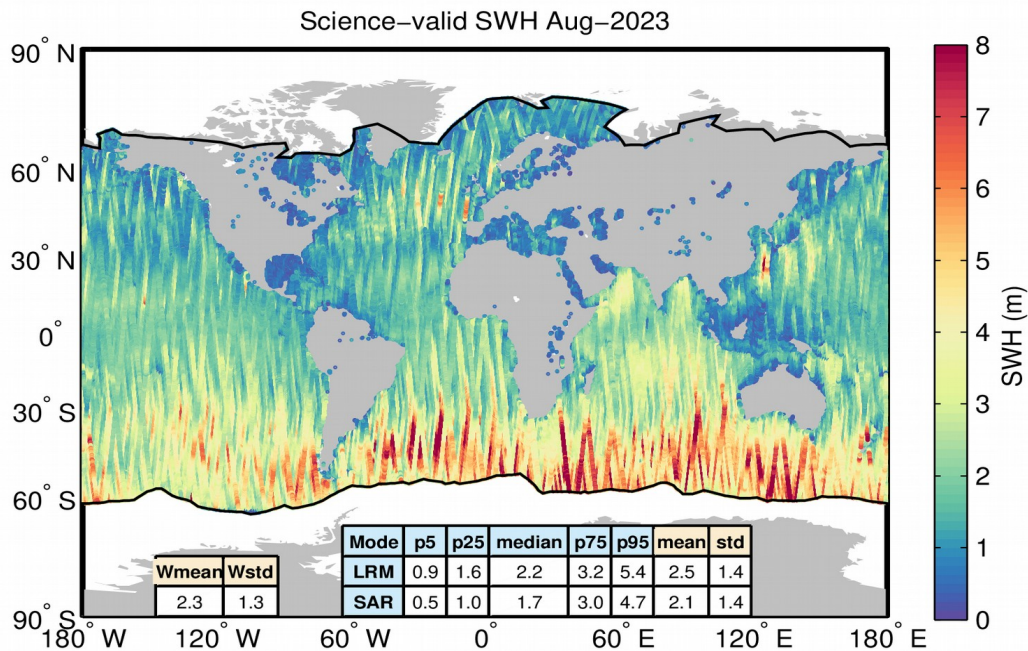 Science−valid SWH Aug−2023
90° N
60° N
30° N
0°
30° S
60° S
90° S
180° W 120° W 60° W 0° 60° E 120° E 180° E
Wmean Wstd
2.3 1.3
Mode p5 p25 median p75 p95 mean std
LRM 0.9 1.6 2.2 3.2 5.4 2.5 1.4
SAR 0.5 1.0 1.7 3.0 4.7 2.1 1.4
8
7
6
5
4
3
2
1
0
SWH (m)